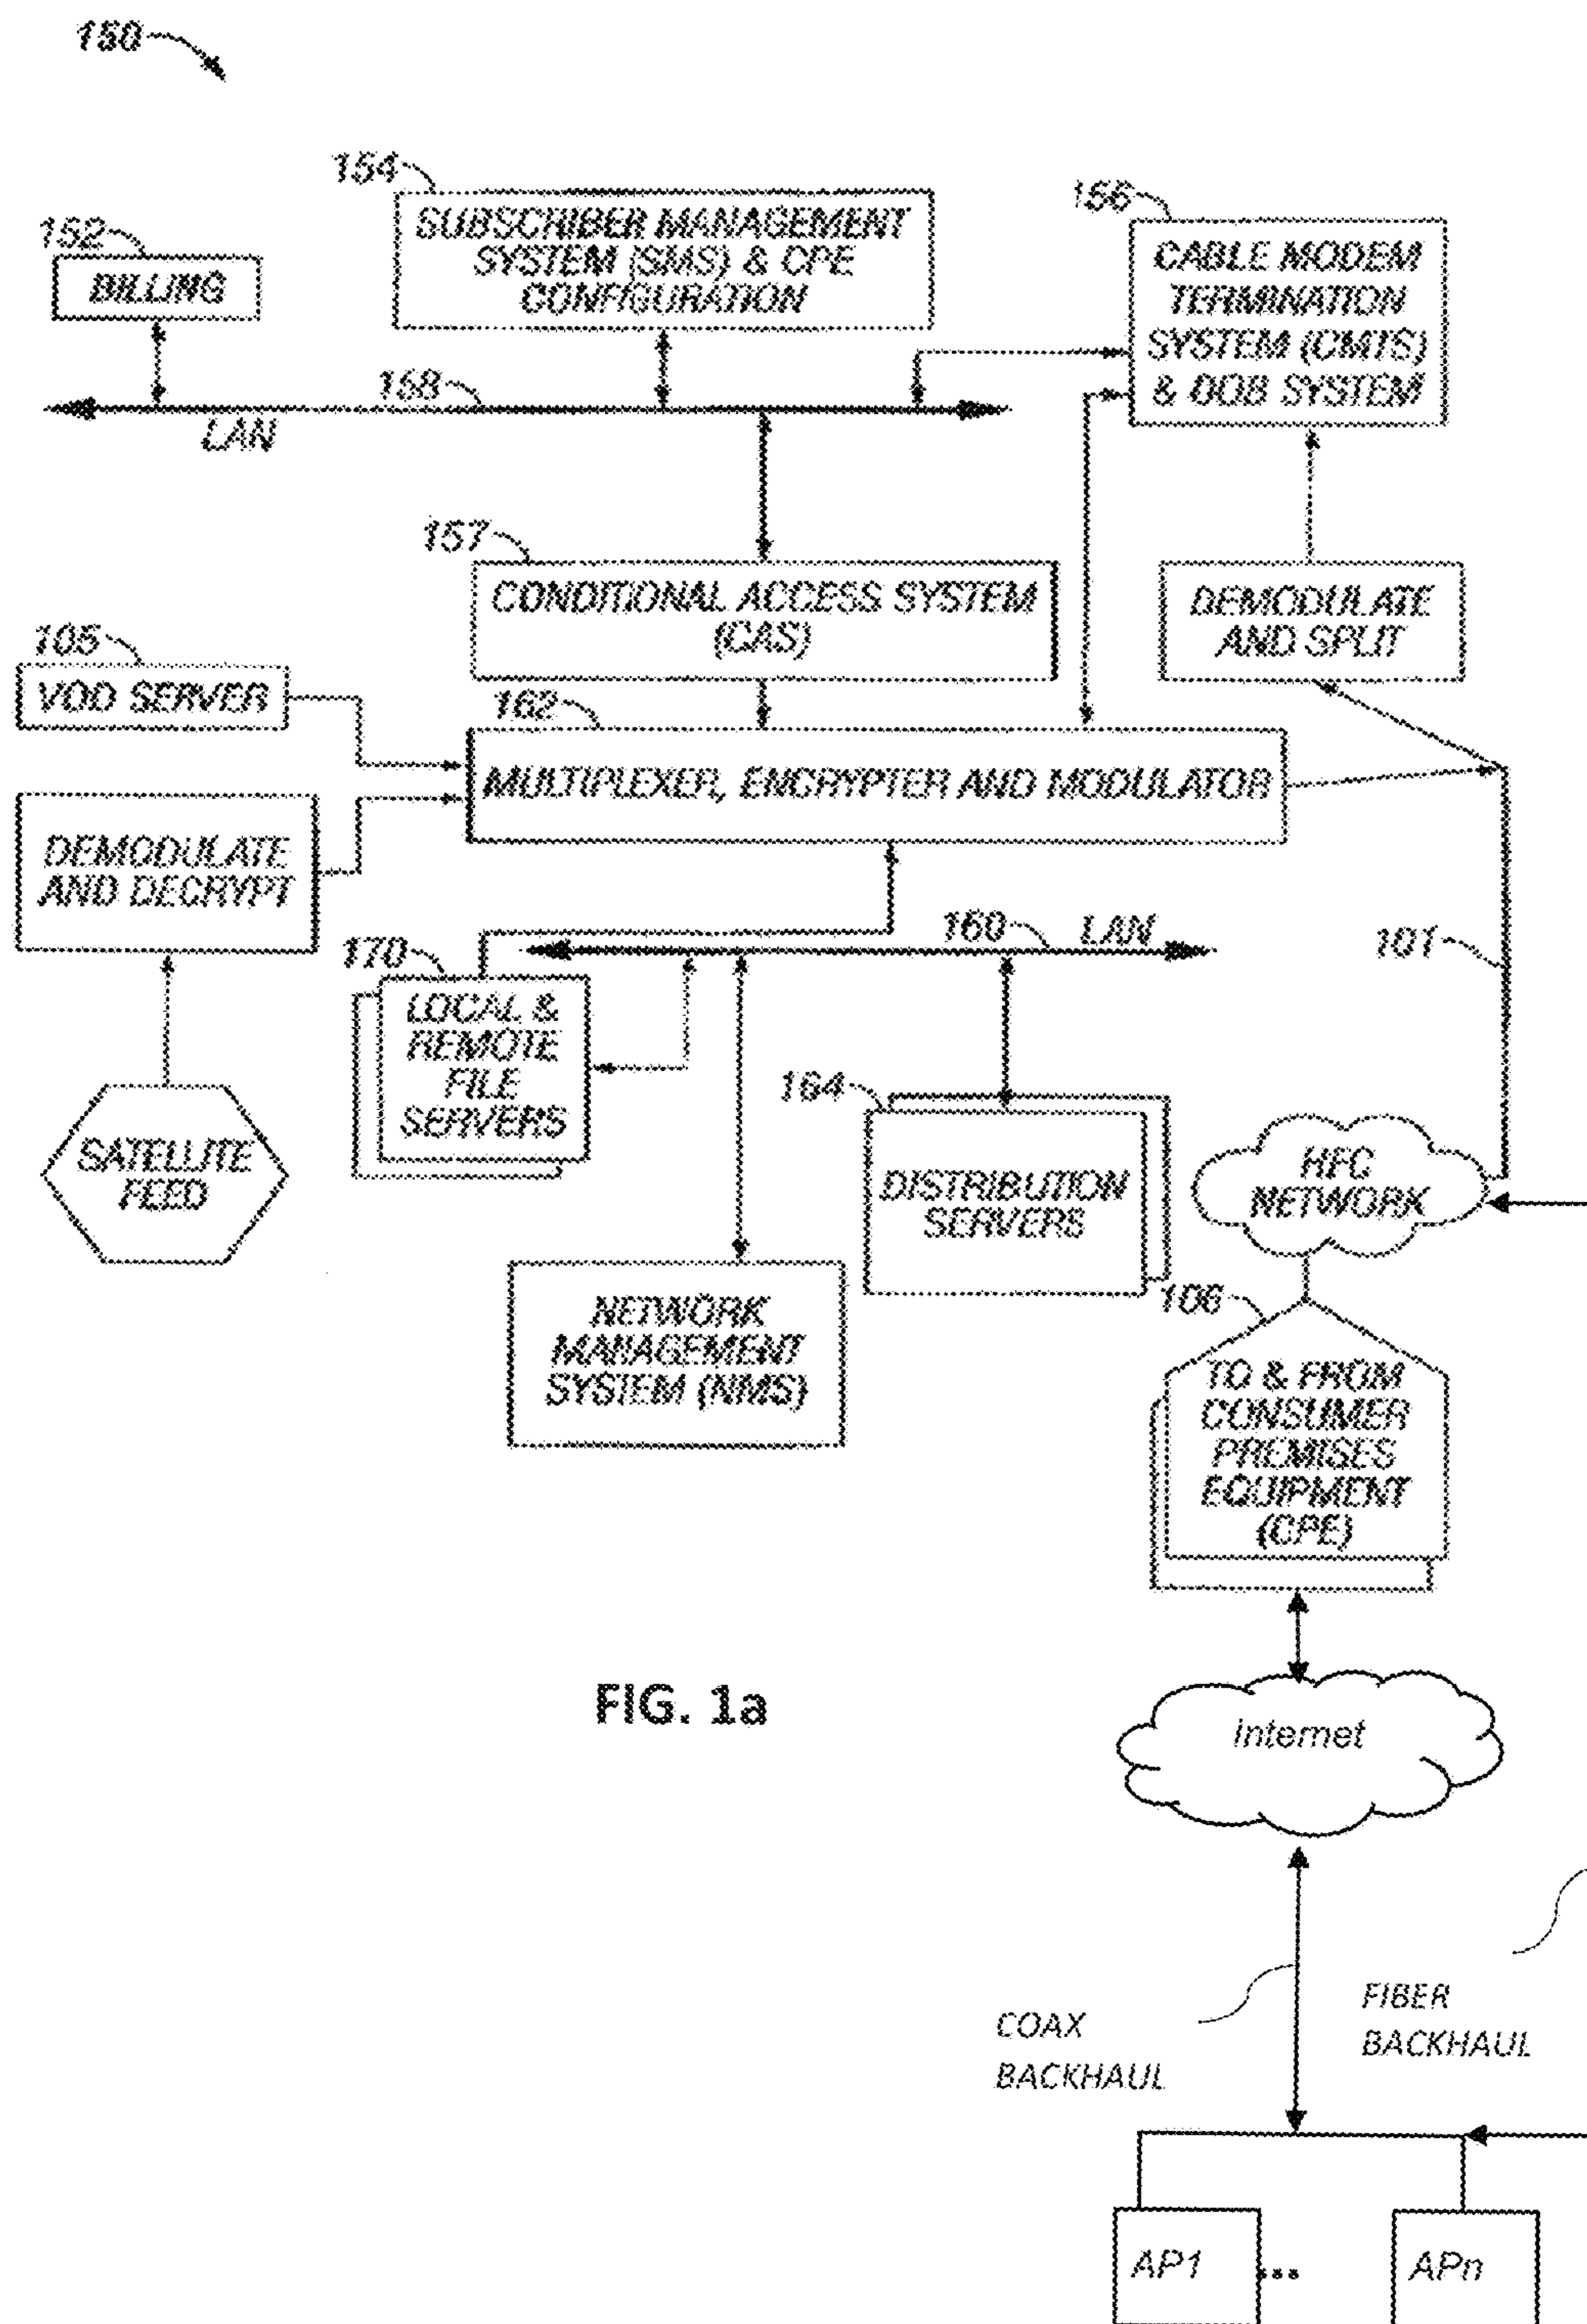 150
154
SUBSCRIBER MANAGEMENT
SYSTEM (SMS) & CPE
CONFIGURATION
156
CABLE MODEM
TERMINATION
SYSTEM (CMTS)
& OOB SYSTEM
152
BILLING
158
LAN
157
CONDITIONAL ACCESS SYSTEM
(CAS)
DEMODULATE
AND SPLIT
105
VOD SERVER
162
MULTIPLEXER, ENCRYPTER AND MODULATOR
DEMODULATE
AND DECRYPT
170
LOCAL &
REMOTE
FILE
SERVERS
160
LAN
101
SATELLITE
FEED
164
DISTRIBUTION
SERVERS
HFC
NETWORK
NETWORK
MANAGEMENT
SYSTEM (NMS)
106
TO & FROM
CONSUMER
PREMISES
EQUIPMENT
(CPE)
FIG. 1a
Internet
COAX
BACKHAUL
FIBER
BACKHAUL
AP1
...
APn